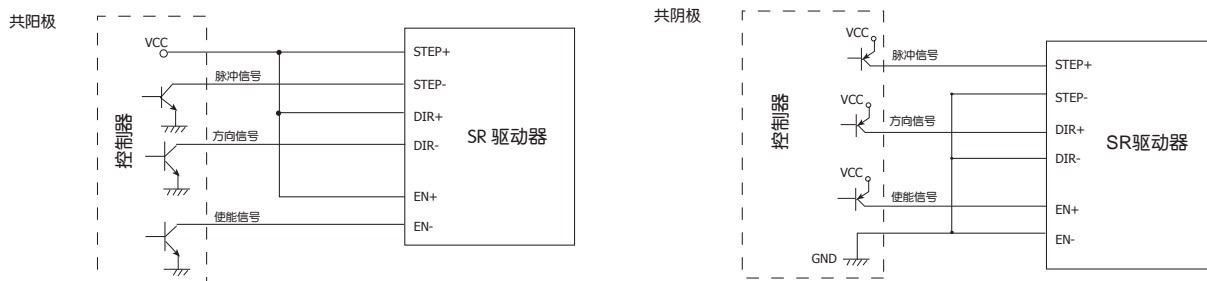 共阳极
VCC
STEP+
脉冲信号
STEP-
DIR+
方向信号
DIR-
EN+
使能信号
EN-
控制器
SR 驱动器
共阴极
VCC
脉冲信号
STEP+
STEP-
VCC
方向信号
DIR+
DIR-
VCC
使能信号
EN+
EN-
GND
控制器
SR驱动器